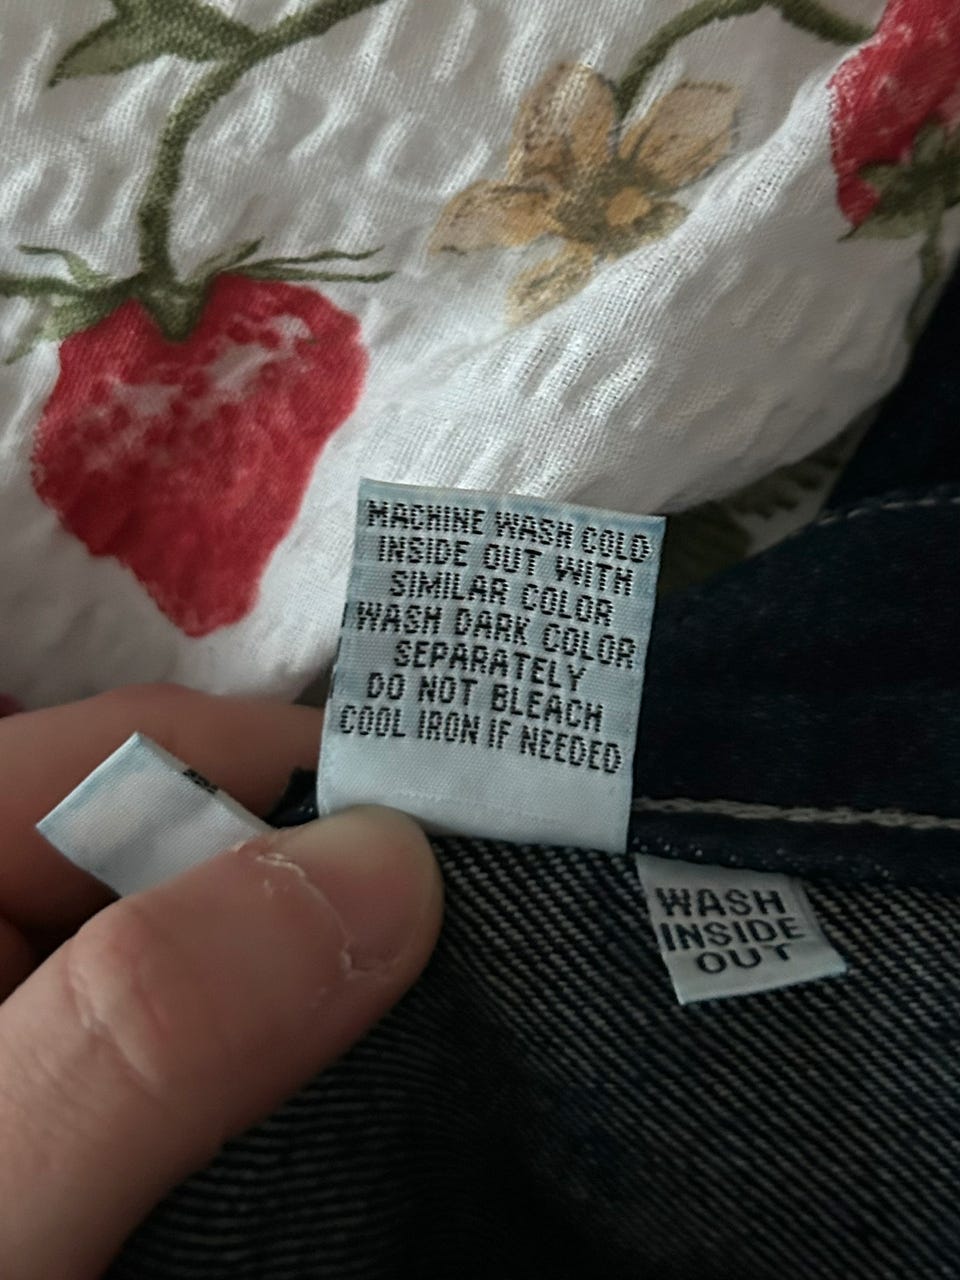 MACHINE WASH COLD
INSIDE OUT WITH
SIMILAR COLOR
WASH DARK COLOR
SEPARATELY
DO NOT BLEACH
COOL IRON IF NEEDED
WASH
INSIDE
OUT